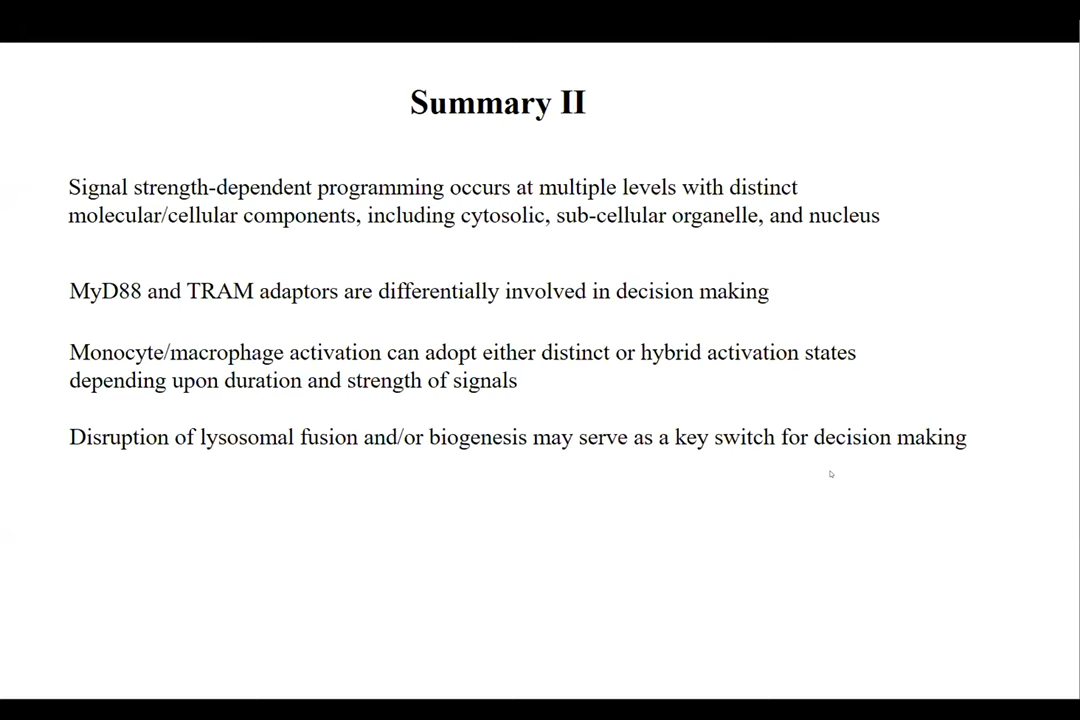 Summary II
Signal strength-dependent programming occurs at multiple levels with distinct
molecular/cellular components, including cytosolic, sub-cellular organelle, and nucleus
MyD88 and TRAM adaptors are differentially involved in decision making
Monocyte/macrophage activation can adopt either distinct or hybrid activation states
depending upon duration and strength of signals
Disruption of lysosomal fusion and/or biogenesis may serve as a key switch for decision making